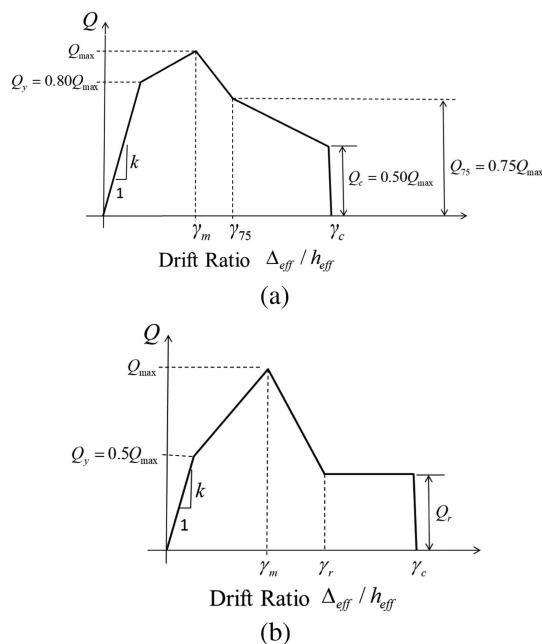 Q
Q_max
Q_y = 0.80Q_max
k
1
Q_c = 0.50Q_max
Q_75 = 0.75Q_max
γ_m γ_75 γ_c
Drift Ratio Δ_eff / h_eff
(a)
Q
Q_max
Q_y = 0.5Q_max
k
1
Q_r
γ_m γ_r γ_c
Drift Ratio Δ_eff / h_eff
(b)